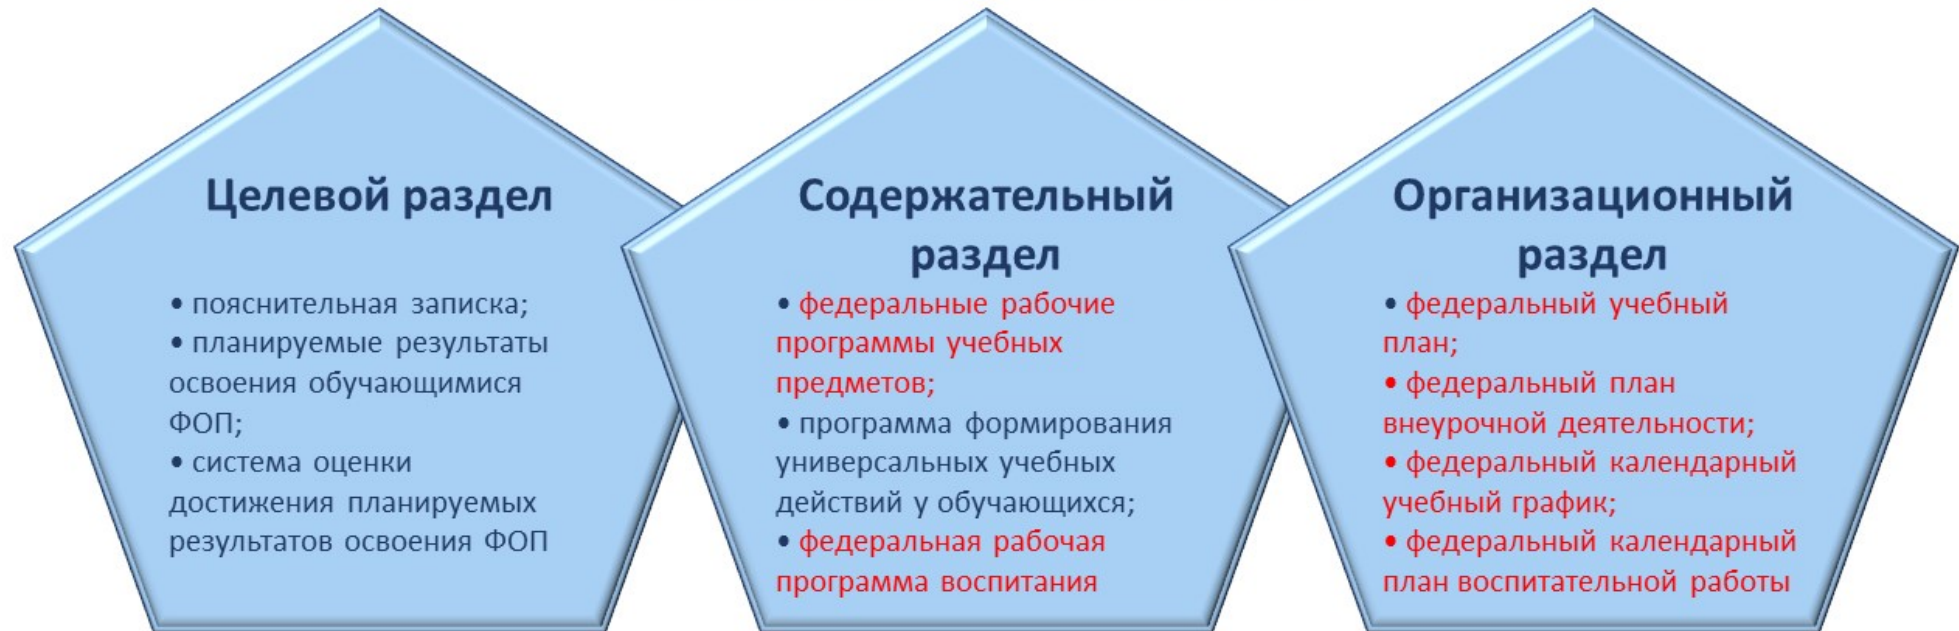 Целевой раздел
• пояснительная записка;
• планируемые результаты
освоения обучающимися
ФОП;
• система оценки
достижения планируемых
результатов освоения ФОП
Содержательный
раздел
• федеральные рабочие
программы учебных
предметов;
• программа формирования
универсальных учебных
действий у обучающихся;
• федеральная рабочая
программа воспитания
Организационный
раздел
• федеральный учебный
план;
• федеральный план
внеурочной деятельности;
• федеральный календарный
учебный график;
• федеральный календарный
план воспитательной работы